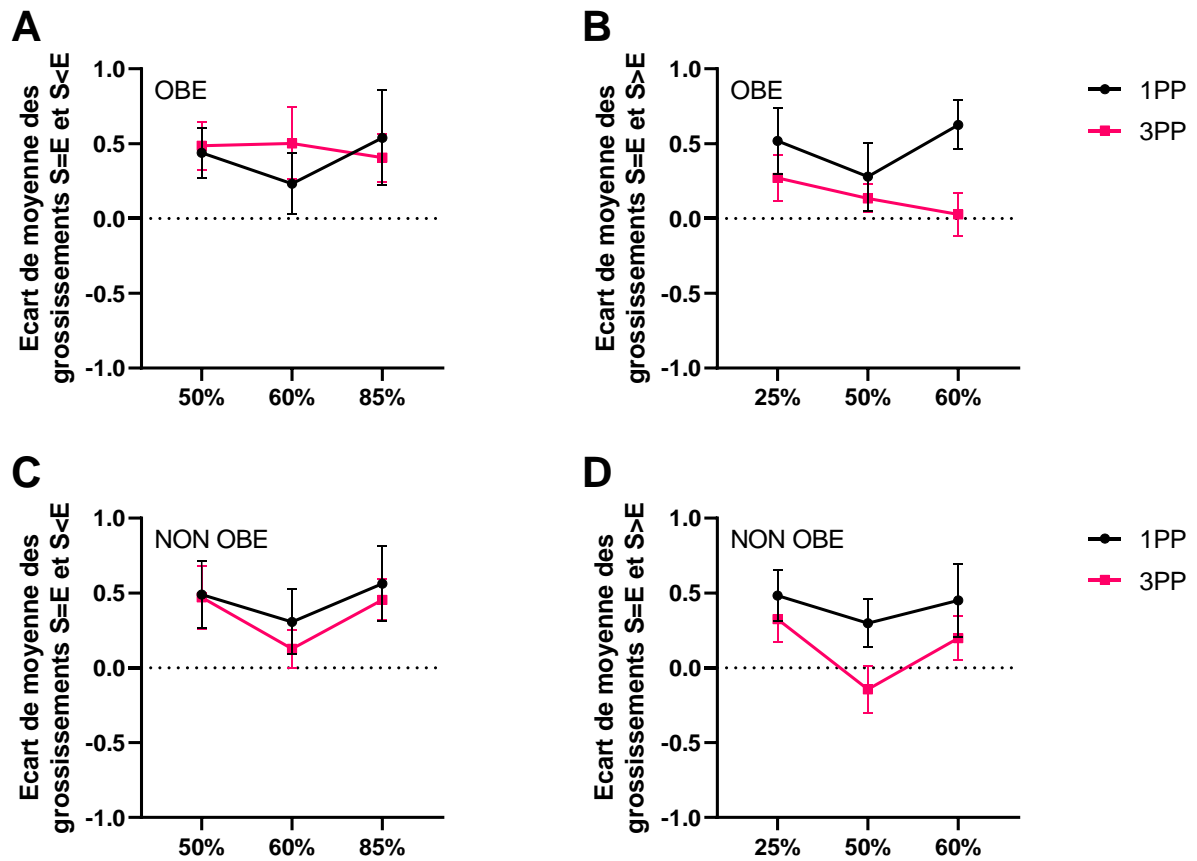 A
Ecart de moyenne des
grossissements S=E et S<E
1.0
0.5
0.0
-0.5
-1.0
OBE
50% 60% 85%
B
Ecart de moyenne des
grossissements S=E et S>E
1.0
0.5
0.0
-0.5
-1.0
OBE
25% 50% 60%
1PP
3PP
C
Ecart de moyenne des
grossissements S=E et S<E
1.0
0.5
0.0
-0.5
-1.0
NON OBE
50% 60% 85%
D
Ecart de moyenne des
grossissements S=E et S>E
1.0
0.5
0.0
-0.5
-1.0
NON OBE
25% 50% 60%
1PP
3PP